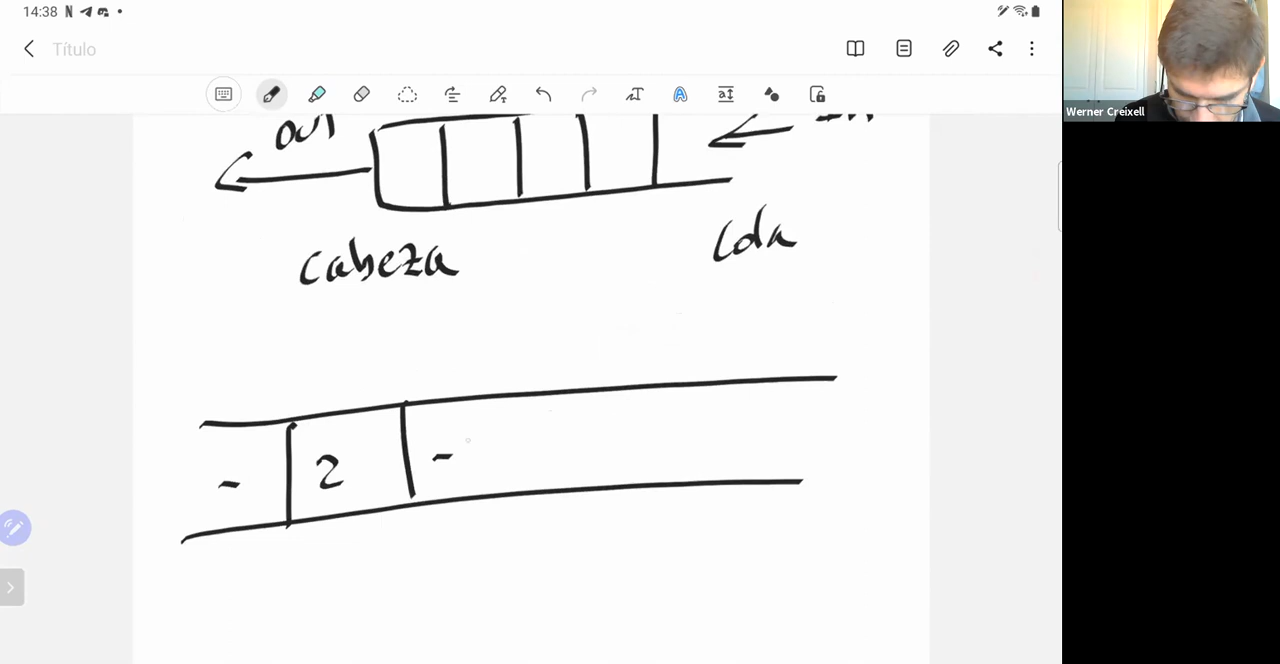 14:38 N
Título
Werner Creixell
out
cabeza
Cola
- 2 -